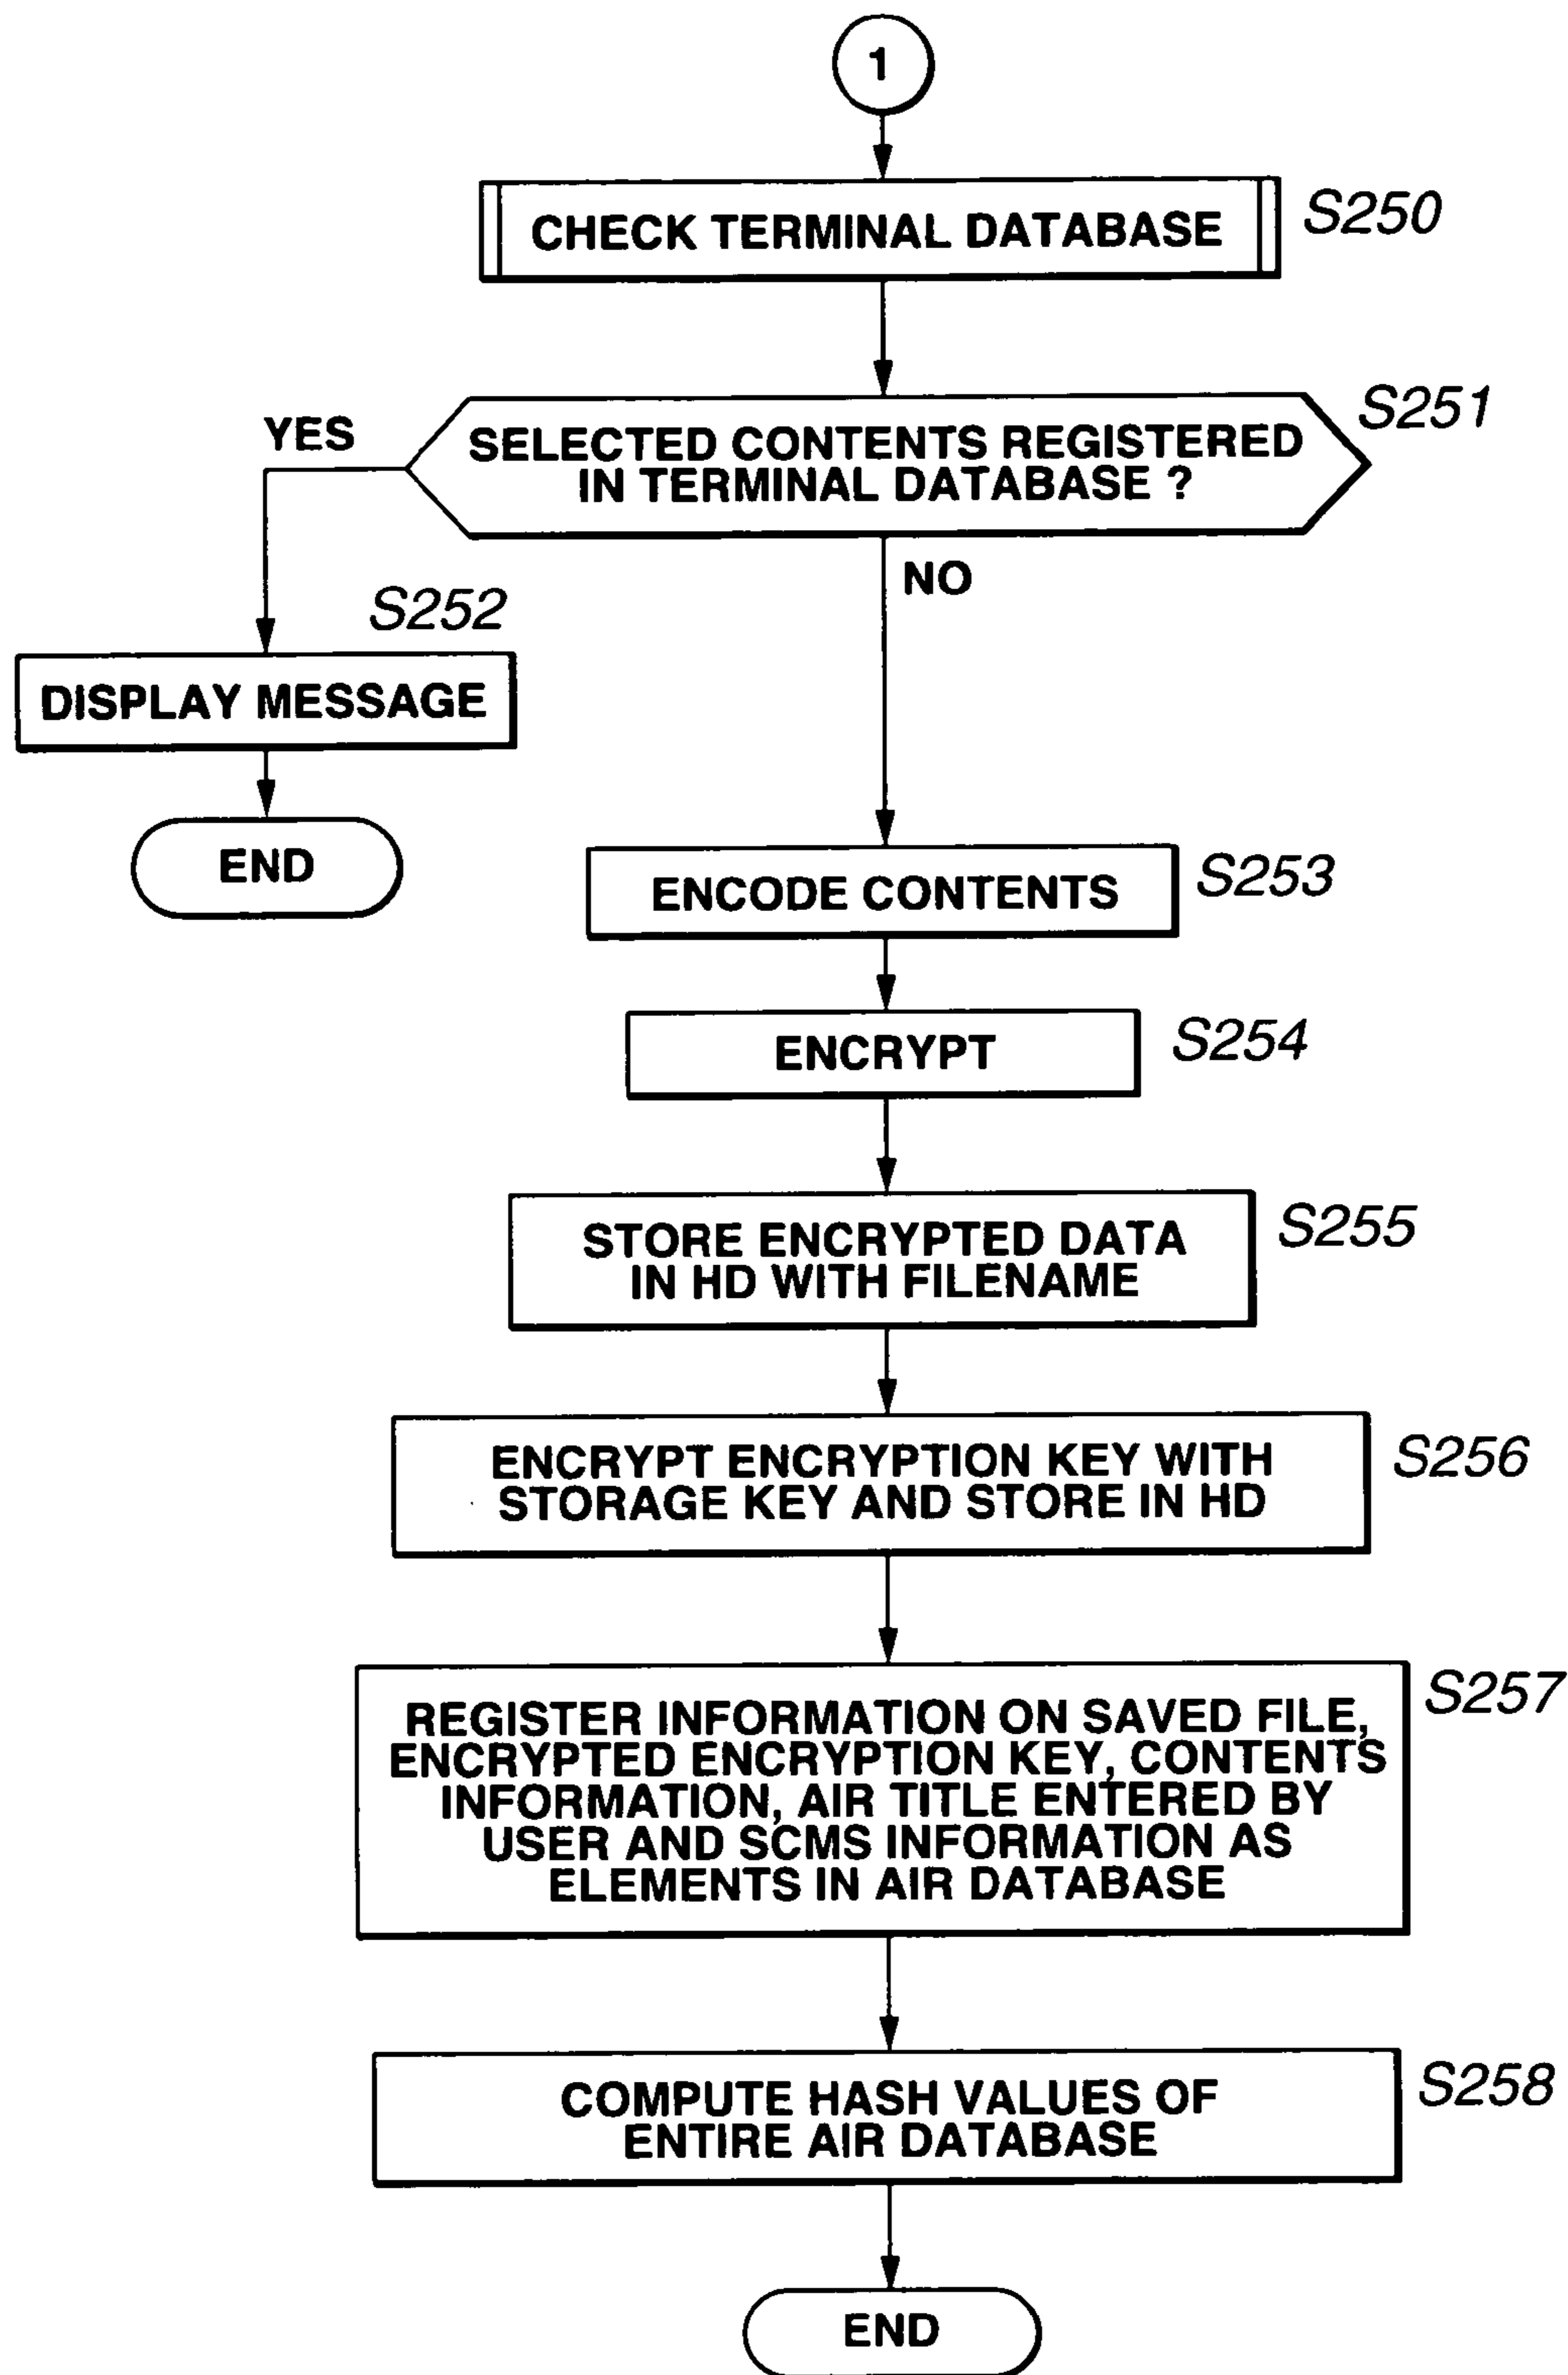 1
CHECK TERMINAL DATABASE
S250
SELECTED CONTENTS REGISTERED
IN TERMINAL DATABASE ?
S251
YES
NO
S252
DISPLAY MESSAGE
END
ENCODE CONTENTS
S253
ENCRYPT
S254
STORE ENCRYPTED DATA
IN HD WITH FILENAME
S255
ENCRYPT ENCRYPTION KEY WITH
STORAGE KEY AND STORE IN HD
S256
REGISTER INFORMATION ON SAVED FILE,
ENCRYPTED ENCRYPTION KEY, CONTENTS
INFORMATION, AIR TITLE ENTERED BY
USER AND SCMS INFORMATION AS
ELEMENTS IN AIR DATABASE
S257
COMPUTE HASH VALUES OF
ENTIRE AIR DATABASE
S258
END